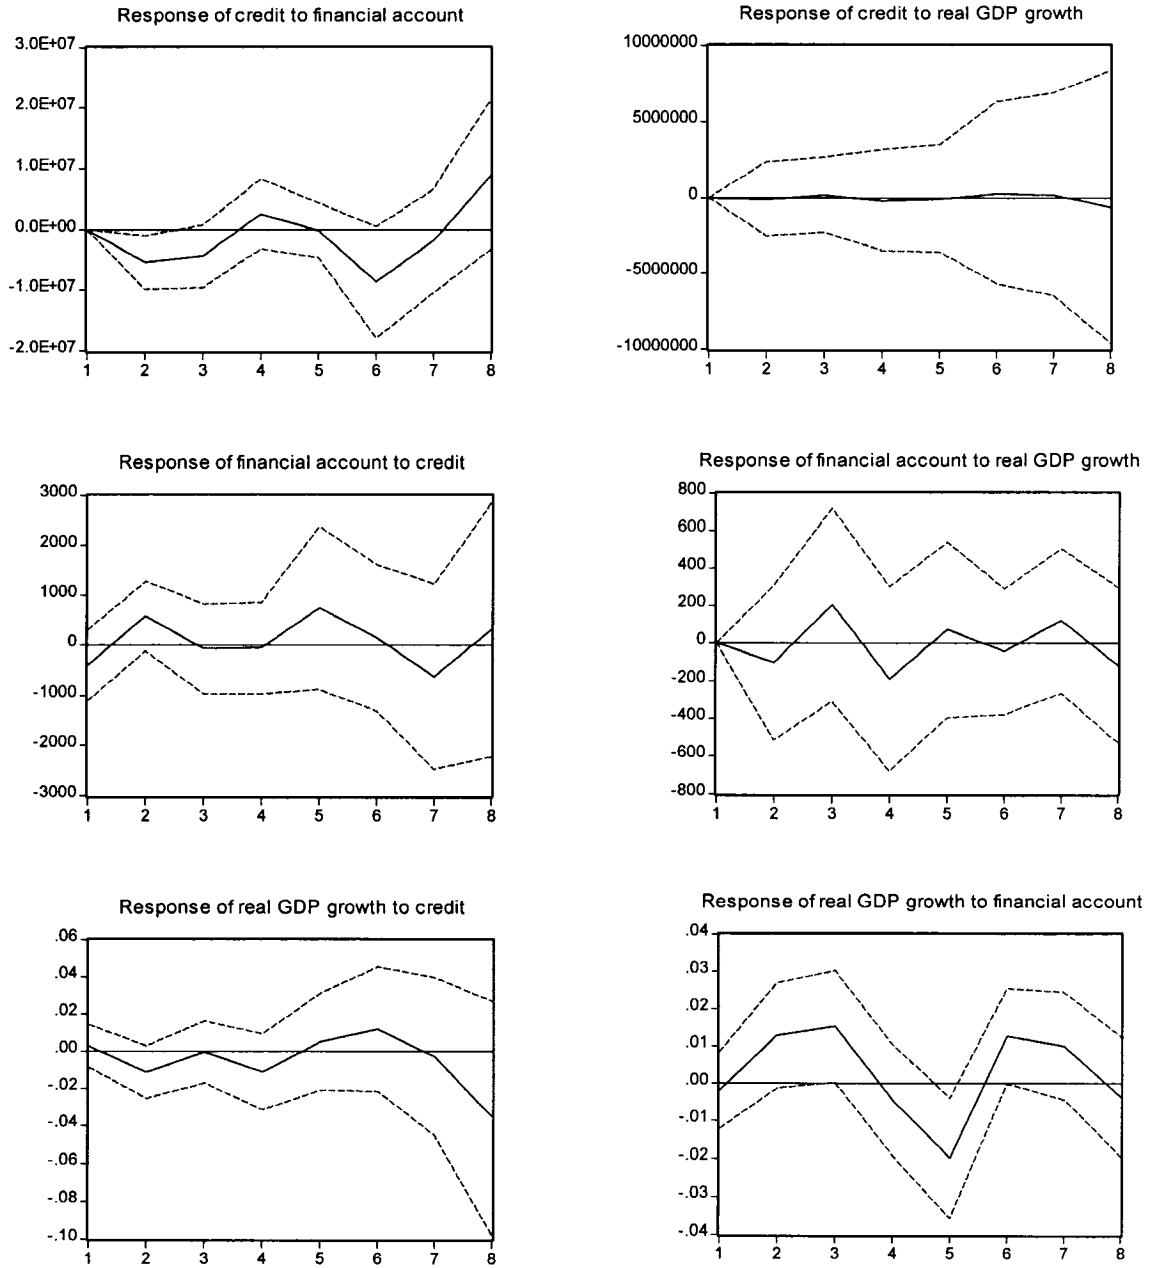 Response of credit to financial account
3.0E+07
2.0E+07
1.0E+07
0.0E+00
-1.0E+07
-2.0E+07
1 2 3 4 5 6 7 8
Response of credit to real GDP growth
10000000
5000000
0
-5000000
-10000000
1 2 3 4 5 6 7 8
Response of financial account to credit
3000
2000
1000
0
-1000
-2000
-3000
1 2 3 4 5 6 7 8
Response of financial account to real GDP growth
800
600
400
200
0
-200
-400
-600
-800
1 2 3 4 5 6 7 8
Response of real GDP growth to credit
.06
.04
.02
.00
-.02
-.04
-.06
-.08
-.10
1 2 3 4 5 6 7 8
Response of real GDP growth to financial account
.04
.03
.02
.01
.00
-.01
-.02
-.03
-.04
1 2 3 4 5 6 7 8